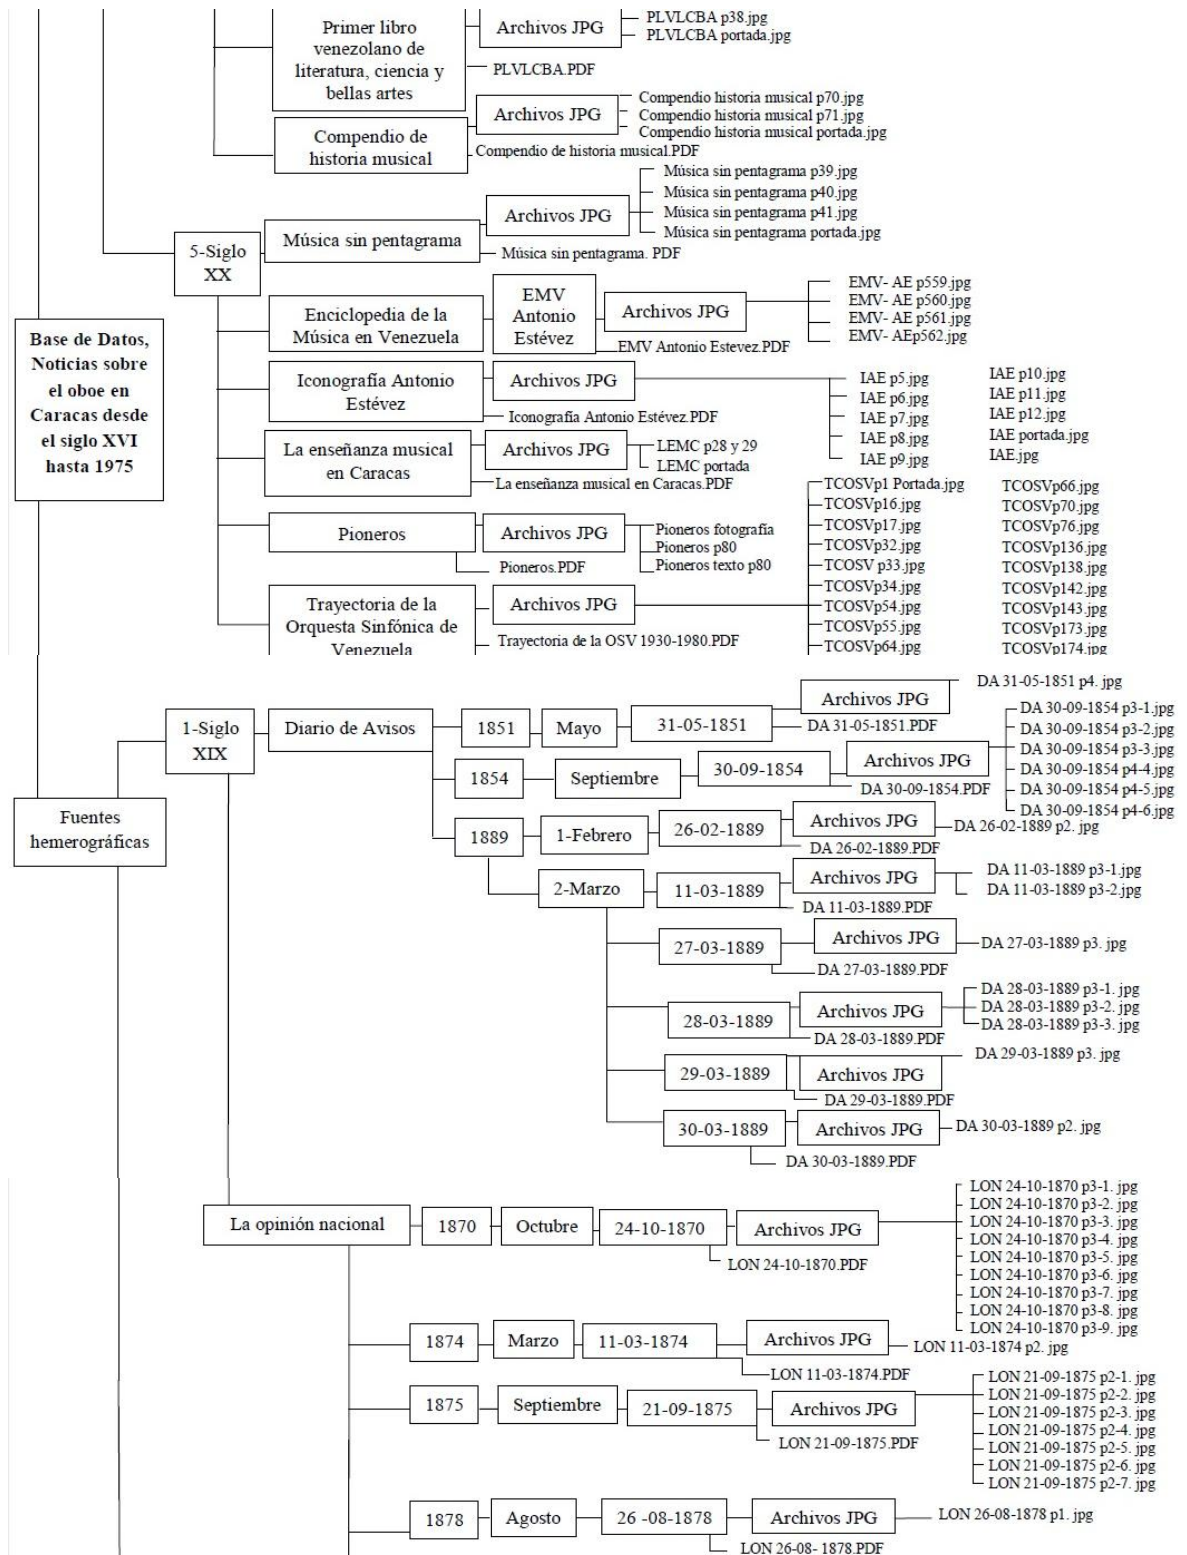 Primer libro
venezolano de
literatura, ciencia y
bellas artes
Archivos JPG
PLVLCBA p38.jpg
PLVLCBA portada.jpg
PLVLCBA.PDF
Compendio de
historia musical
Archivos JPG
Compendio historia musical p70.jpg
Compendio historia musical p71.jpg
Compendio historia musical portada.jpg
Compendio de historia musical.PDF
5-Siglo
XX
Música sin pentagrama
Archivos JPG
Música sin pentagrama p39.jpg
Música sin pentagrama p40.jpg
Música sin pentagrama p41.jpg
Música sin pentagrama portada.jpg
Música sin pentagrama. PDF
Enciclopedia de la
Música en Venezuela
EMV
Antonio
Estévez
Archivos JPG
EMV- AE p559.jpg
EMV- AE p560.jpg
EMV- AE p561.jpg
EMV- AEp562.jpg
EMV Antonio Estevez.PDF
Base de Datos,
Noticias sobre
el oboe en
Caracas desde
el siglo XVI
hasta 1975
Iconografía Antonio
Estévez
Archivos JPG
IAE p5.jpg
IAE p6.jpg
IAE p7.jpg
IAE p8.jpg
IAE p9.jpg
IAE p10.jpg
IAE p11.jpg
IAE p12.jpg
IAE portada.jpg
IAE.jpg
Iconografía Antonio Estévez.PDF
La enseñanza musical
en Caracas
Archivos JPG
LEMC p28 y 29
LEMC portada
La enseñanza musical en Caracas.PDF
Pioneros
Archivos JPG
Pioneros fotografía
Pioneros p80
Pioneros texto p80
Pioneros.PDF
Trayectoria de la
Orquesta Sinfónica de
Venezuela
Archivos JPG
TCOSVp1 Portada.jpg
TCOSVp16.jpg
TCOSVp17.jpg
TCOSVp32.jpg
TCOSV p33.jpg
TCOSVp34.jpg
TCOSVp54.jpg
TCOSVp55.jpg
TCOSVp64.jpg
TCOSVp66.jpg
TCOSVp70.jpg
TCOSVp76.jpg
TCOSVp136.jpg
TCOSVp138.jpg
TCOSVp142.jpg
TCOSVp143.jpg
TCOSVp173.jpg
TCOSVp174.jpg
Trayectoria de la OSV 1930-1980.PDF
Fuentes
hemerográficas
1-Siglo
XIX
Diario de Avisos
1851
Mayo
31-05-1851
Archivos JPG
DA 31-05-1851 p4. jpg
DA 31-05-1851.PDF
1854
Septiembre
30-09-1854
Archivos JPG
DA 30-09-1854 p3-1.jpg
DA 30-09-1854 p3-2.jpg
DA 30-09-1854 p3-3.jpg
DA 30-09-1854 p4-4.jpg
DA 30-09-1854 p4-5.jpg
DA 30-09-1854 p4-6.jpg
DA 30-09-1854.PDF
1889
1-Febrero
26-02-1889
Archivos JPG
DA 26-02-1889 p2. jpg
DA 26-02-1889.PDF
2-Marzo
11-03-1889
Archivos JPG
DA 11-03-1889 p3-1.jpg
DA 11-03-1889 p3-2.jpg
DA 11-03-1889.PDF
27-03-1889
Archivos JPG
DA 27-03-1889 p3. jpg
DA 27-03-1889.PDF
28-03-1889
Archivos JPG
DA 28-03-1889 p3-1. jpg
DA 28-03-1889 p3-2. jpg
DA 28-03-1889 p3-3. jpg
DA 28-03-1889.PDF
29-03-1889
Archivos JPG
DA 29-03-1889 p3. jpg
DA 29-03-1889.PDF
30-03-1889
Archivos JPG
DA 30-03-1889 p2. jpg
DA 30-03-1889.PDF
La opinión nacional
1870
Octubre
24-10-1870
Archivos JPG
LON 24-10-1870 p3-1. jpg
LON 24-10-1870 p3-2. jpg
LON 24-10-1870 p3-3. jpg
LON 24-10-1870 p3-4. jpg
LON 24-10-1870 p3-5. jpg
LON 24-10-1870 p3-6. jpg
LON 24-10-1870 p3-7. jpg
LON 24-10-1870 p3-8. jpg
LON 24-10-1870 p3-9. jpg
LON 24-10-1870.PDF
1874
Marzo
11-03-1874
Archivos JPG
LON 11-03-1874 p2. jpg
LON 11-03-1874.PDF
1875
Septiembre
21-09-1875
Archivos JPG
LON 21-09-1875 p2-1. jpg
LON 21-09-1875 p2-2. jpg
LON 21-09-1875 p2-3. jpg
LON 21-09-1875 p2-4. jpg
LON 21-09-1875 p2-5. jpg
LON 21-09-1875 p2-6. jpg
LON 21-09-1875 p2-7. jpg
LON 21-09-1875.PDF
1878
Agosto
26 -08-1878
Archivos JPG
LON 26-08-1878 p1. jpg
LON 26-08- 1878.PDF